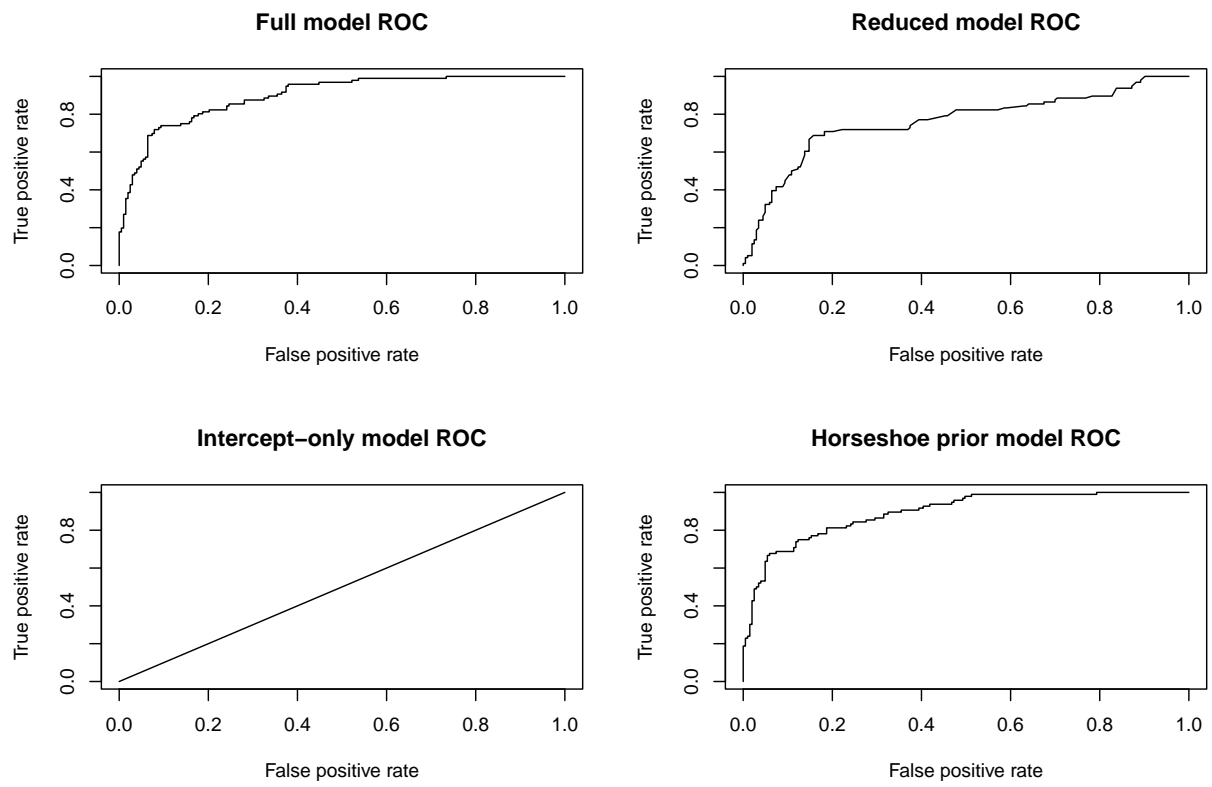 Full model ROC
True positive rate
0.8
0.4
0.0
0.0 0.2 0.4 0.6 0.8 1.0
False positive rate
Reduced model ROC
True positive rate
0.8
0.4
0.0
0.0 0.2 0.4 0.6 0.8 1.0
False positive rate
Intercept−only model ROC
True positive rate
0.8
0.4
0.0
0.0 0.2 0.4 0.6 0.8 1.0
False positive rate
Horseshoe prior model ROC
True positive rate
0.8
0.4
0.0
0.0 0.2 0.4 0.6 0.8 1.0
False positive rate